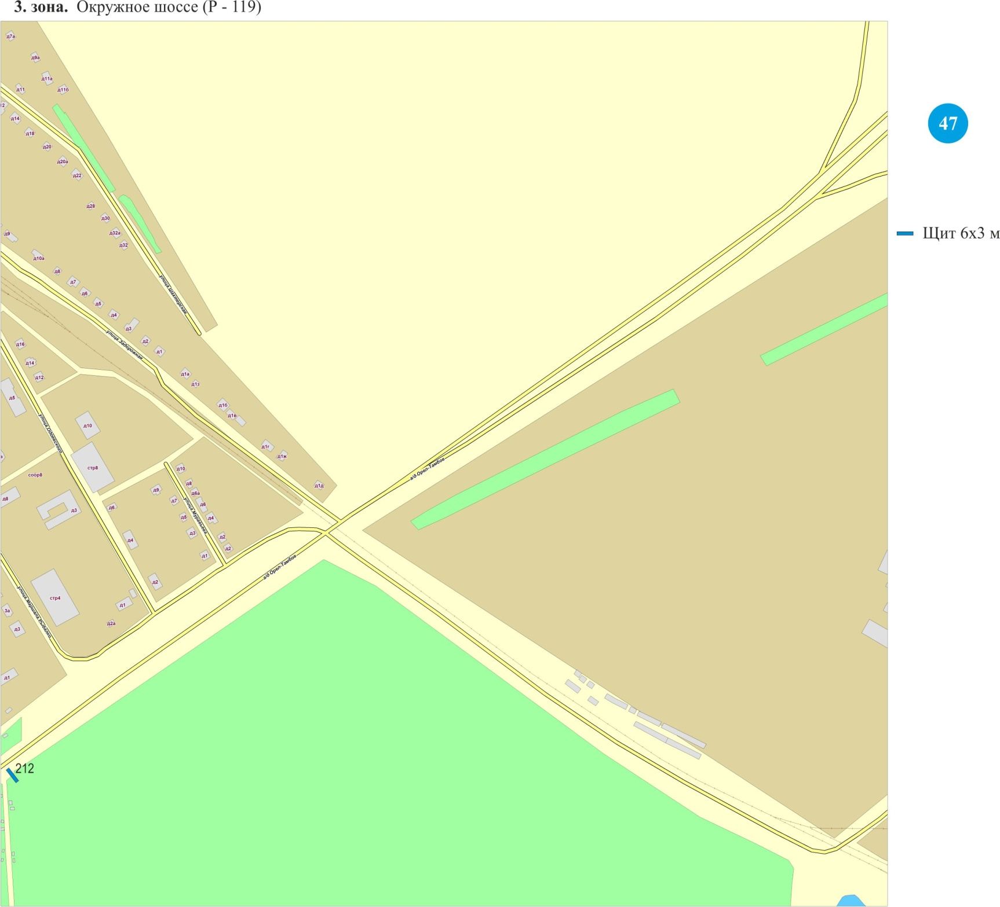 3. зона. Окружное шоссе (Р - 119)
47
Щит 6х3 м
д7а
д9а
д11а
д11
д11б
12
д14
д18
д20
д20а
д22
д28
д30
д32а
д32
д9
д10а
д8
д7
д6
д5
д4
д3
д2
д1
улица.Шахтерская
улица.Задорожная
д16
д14
д12
д1а
д1з
д5
д1б
д1в
улица.Одоевского
д10
д1г
д1ж
а
стр8
соор8
д10
а/д.Орел-Тамбов
д8
д9
д6а
д1д
д8
д7
д6
д3
д6
д5
д4
улица.Муравьева
д3
д2
д4
д2
д1
а/д.Орел-Тамбов
д2
стр4
д1
3а
улица.Маршала.Рыбалко
д2а
д3
д1
212